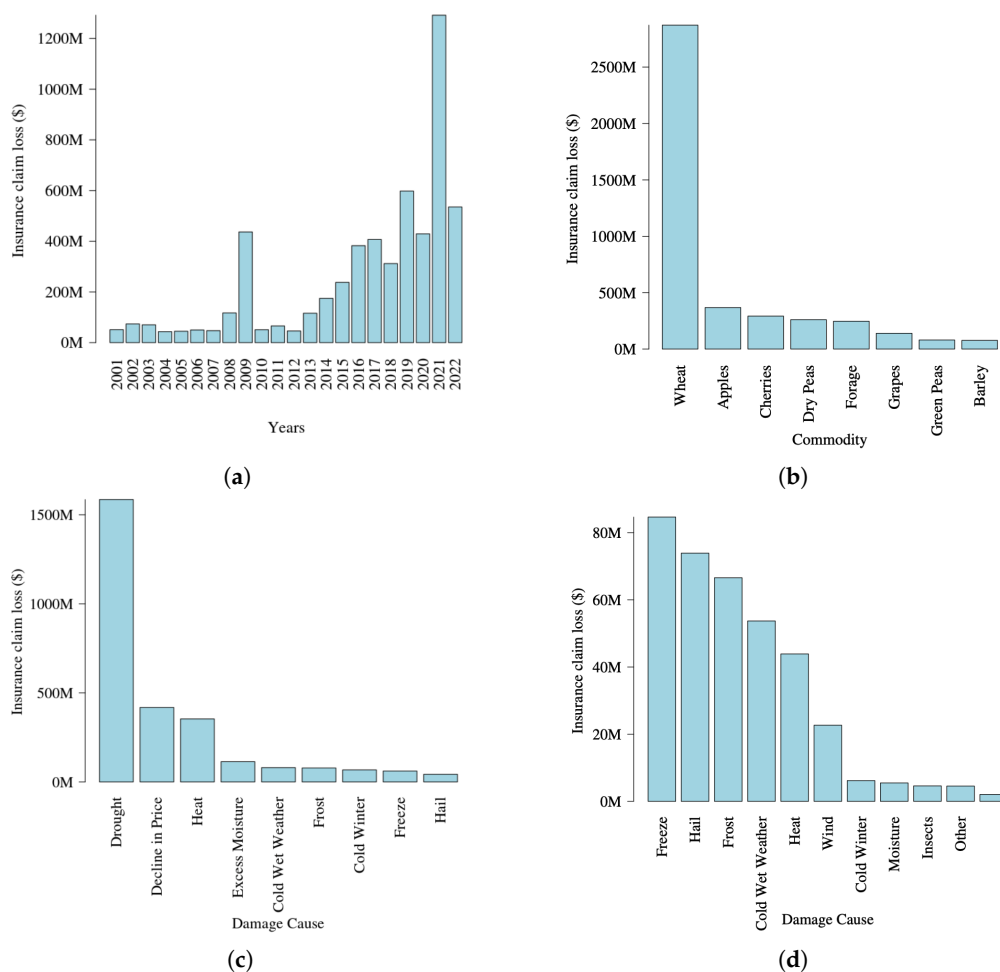 1200M
1000M
800M
600M
400M
200M
0M
Insurance claim loss ($)
2001
2002
2003
2004
2005
2006
2007
2008
2009
2010
2011
2012
2013
2014
2015
2016
2017
2018
2019
2020
2021
2022
Years
(a)
2500M
2000M
1500M
1000M
500M
0M
Insurance claim loss ($)
Wheat
Apples
Cherries
Dry Peas
Forage
Grapes
Green Peas
Barley
Commodity
(b)
1500M
1000M
500M
0M
Insurance claim loss ($)
Drought
Decline in Price
Heat
Excess Moisture
Cold Wet Weather
Frost
Cold Winter
Freeze
Hail
Damage Cause
(c)
80M
60M
40M
20M
0M
Insurance claim loss ($)
Freeze
Hail
Frost
Cold Wet Weather
Heat
Wind
Cold Winter
Moisture
Insects
Other
Damage Cause
(d)